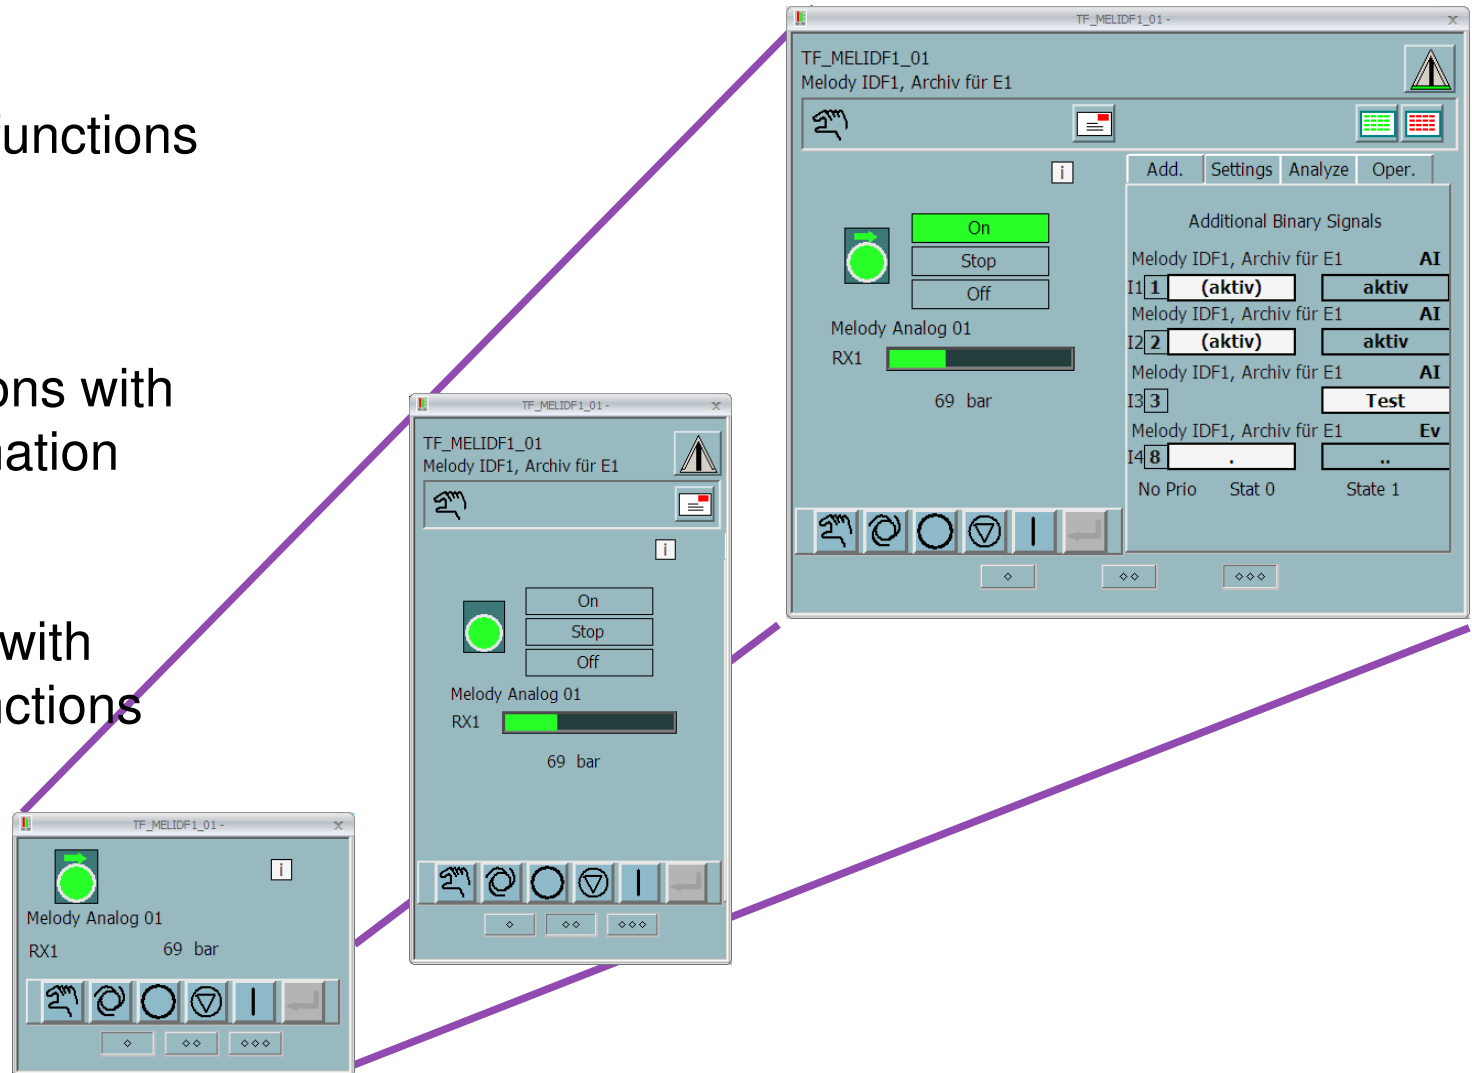 unctions
ons with
nation
with
nctions
TF_MELIDF1_01 -
x
TF_MELIDF1_01
Melody IDF1, Archiv für E1
i
Add. Settings Analyze Oper.
On
Stop
Off
Melody Analog 01
RX1
69 bar
Additional Binary Signals
Melody IDF1, Archiv für E1 AI
I1 1 (aktiv) aktiv
Melody IDF1, Archiv für E1 AI
I2 2 (aktiv) aktiv
Melody IDF1, Archiv für E1 AI
I3 3 Test
Melody IDF1, Archiv für E1 Ev
I4 8 . ..
No Prio Stat 0 State 1
TF_MELIDF1_01 -
x
TF_MELIDF1_01
Melody IDF1, Archiv für E1
i
On
Stop
Off
Melody Analog 01
RX1
69 bar
TF_MELIDF1_01 -
x
i
Melody Analog 01
RX1 69 bar